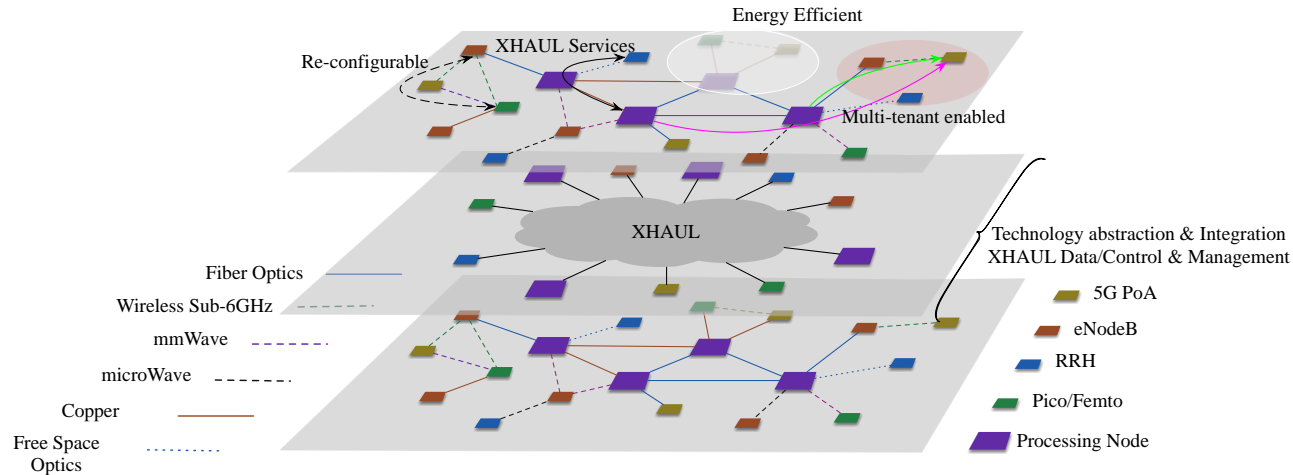 Energy Efficient
XHAUL Services
Re-configurable
Multi-tenant enabled
XHAUL
Technology abstraction & Integration
XHAUL Data/Control & Management
Fiber Optics
Wireless Sub-6GHz
mmWave
microWave
Copper
Free Space
Optics
5G PoA
eNodeB
RRH
Pico/Femto
Processing Node